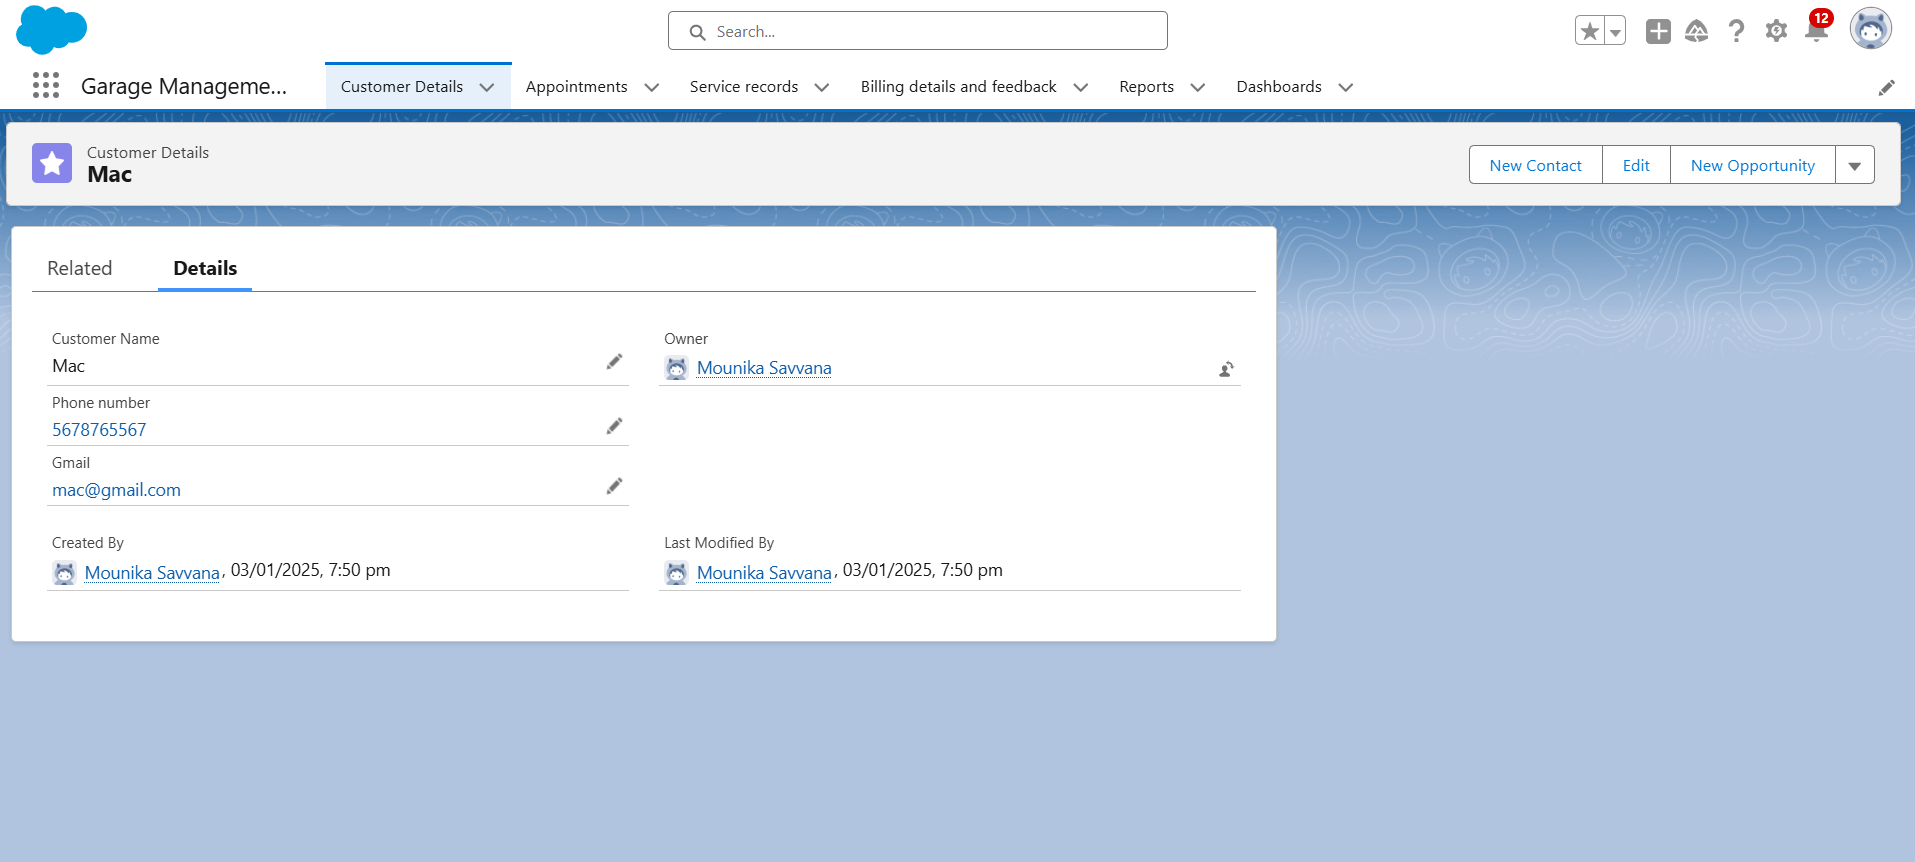 Search...
12
Garage Manageme...
Customer Details
Appointments
Service records
Billing details and feedback
Reports
Dashboards
Customer Details
Mac
New Contact
Edit
New Opportunity
Related
Details
Customer Name
Mac
Owner
Mounika Savvana
Phone number
5678765567
Gmail
mac@gmail.com
Created By
Mounika Savvana, 03/01/2025, 7:50 pm
Last Modified By
Mounika Savvana, 03/01/2025, 7:50 pm